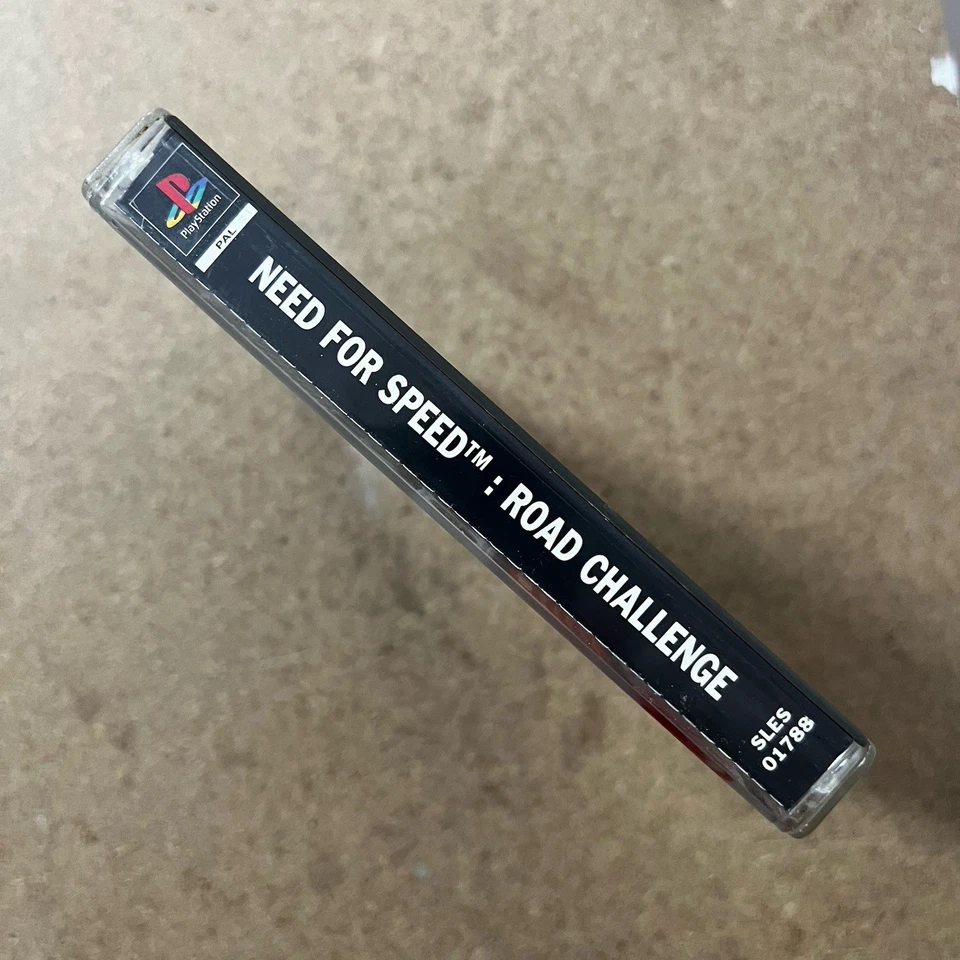 PlayStation
PAL
NEED FOR SPEED™ : ROAD CHALLENGE
SLES
01788